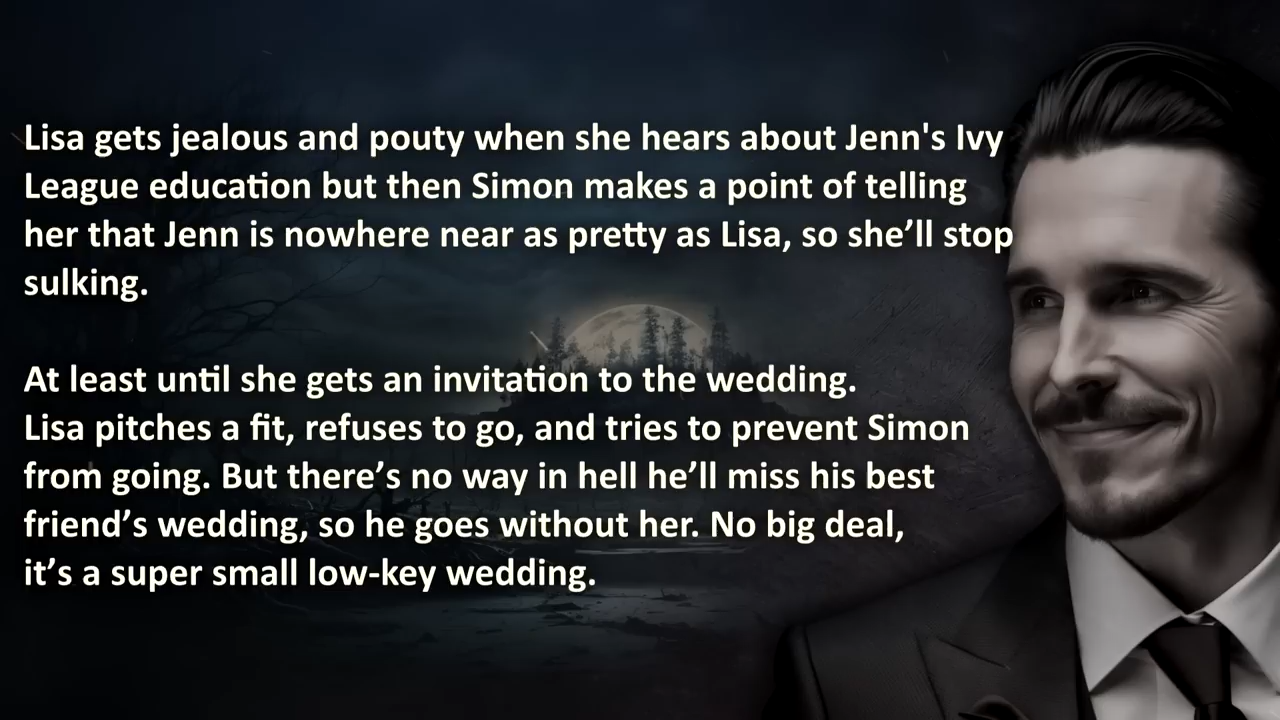 Lisa gets jealous and pouty when she hears about Jenn's Ivy
League education but then Simon makes a point of telling
her that Jenn is nowhere near as pretty as Lisa, so she’ll stop
sulking.
At least until she gets an invitation to the wedding.
Lisa pitches a fit, refuses to go, and tries to prevent Simon
from going. But there’s no way in hell he’ll miss his best
friend’s wedding, so he goes without her. No big deal,
it’s a super small low-key wedding.